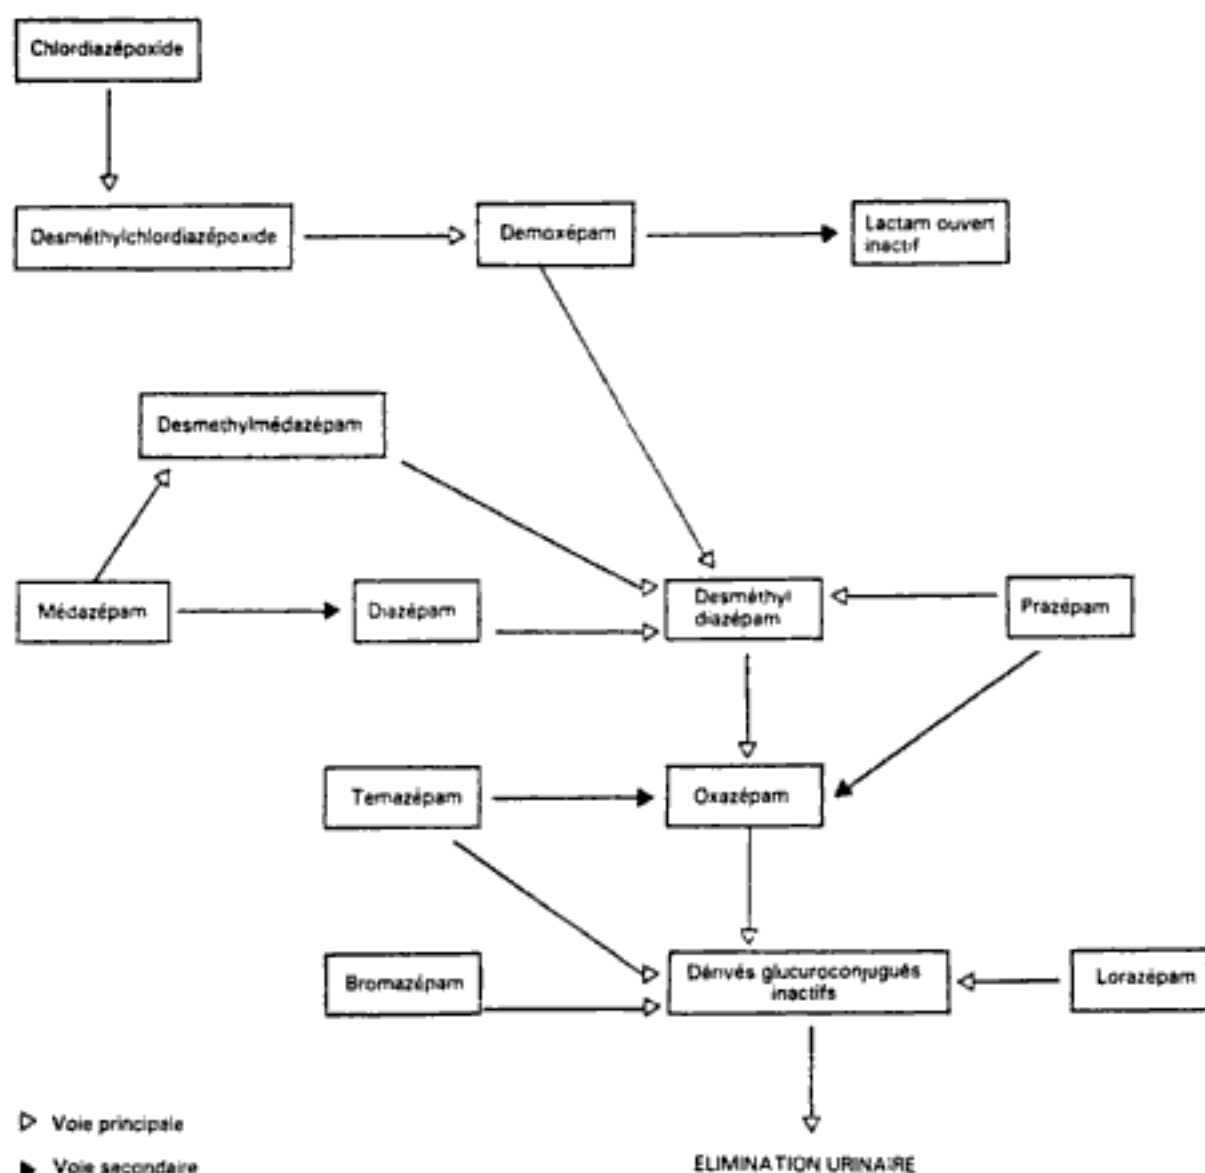 Chlordiazépoxide
Desméthylchlordiazépoxide
Demoxépam
Lactam ouvert
inactif
Desmethylmédazépam
Médazépam
Diazépam
Desméthyl
diazépam
Prazépam
Temazépam
Oxazépam
Bromazépam
Dérivés glucuroconjugués
inactifs
Lorazépam
Voie principale
Voie secondaire
ELIMINATION URINAIRE